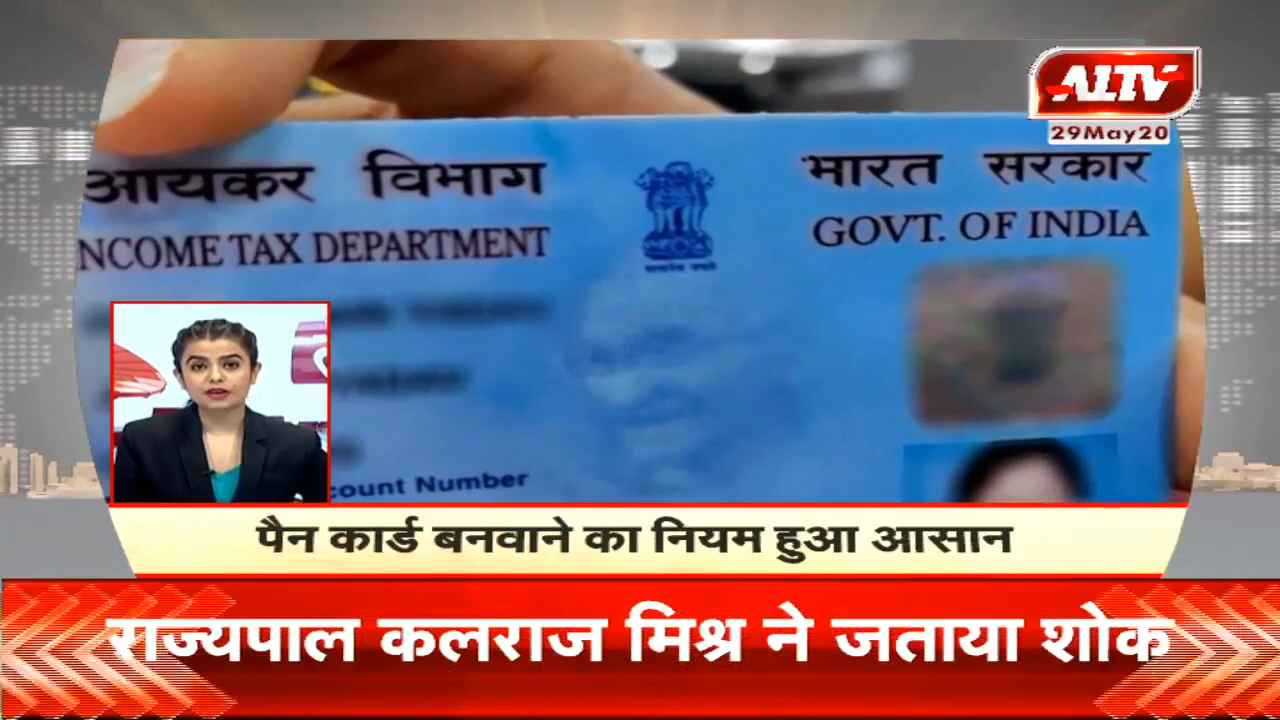 ALTV
29May20
आयकर विभाग
भारत सरकार
NCOME TAX DEPARTMENT
GOVT. OF INDIA
count Number
पैन कार्ड बनवाने का नियम हुआ आसान
राज्यपाल कलराज मिश्र ने जताया शोक